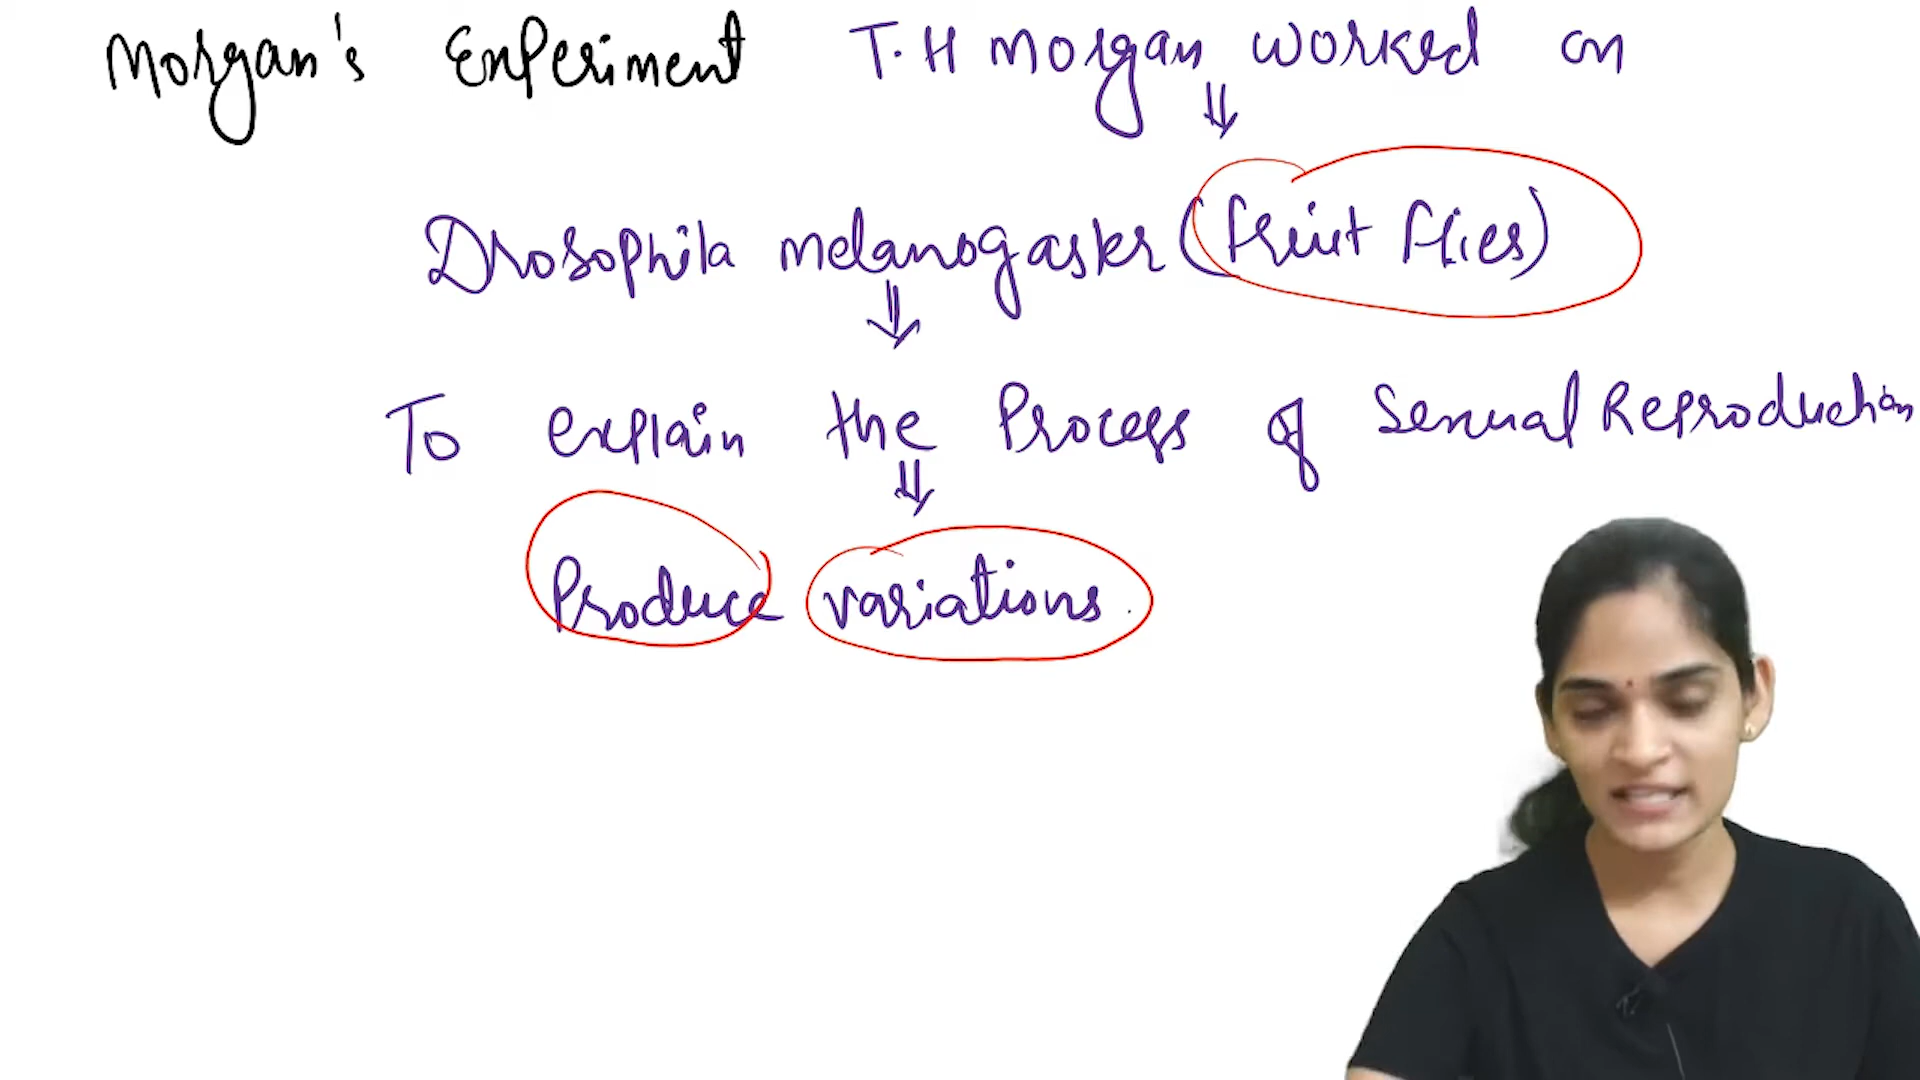 Morgan's Experiment T.H Morgan worked on
Drosophila melanogaster (fruit flies)
To explain the Process of Sexual Reproduction
Produce variations.